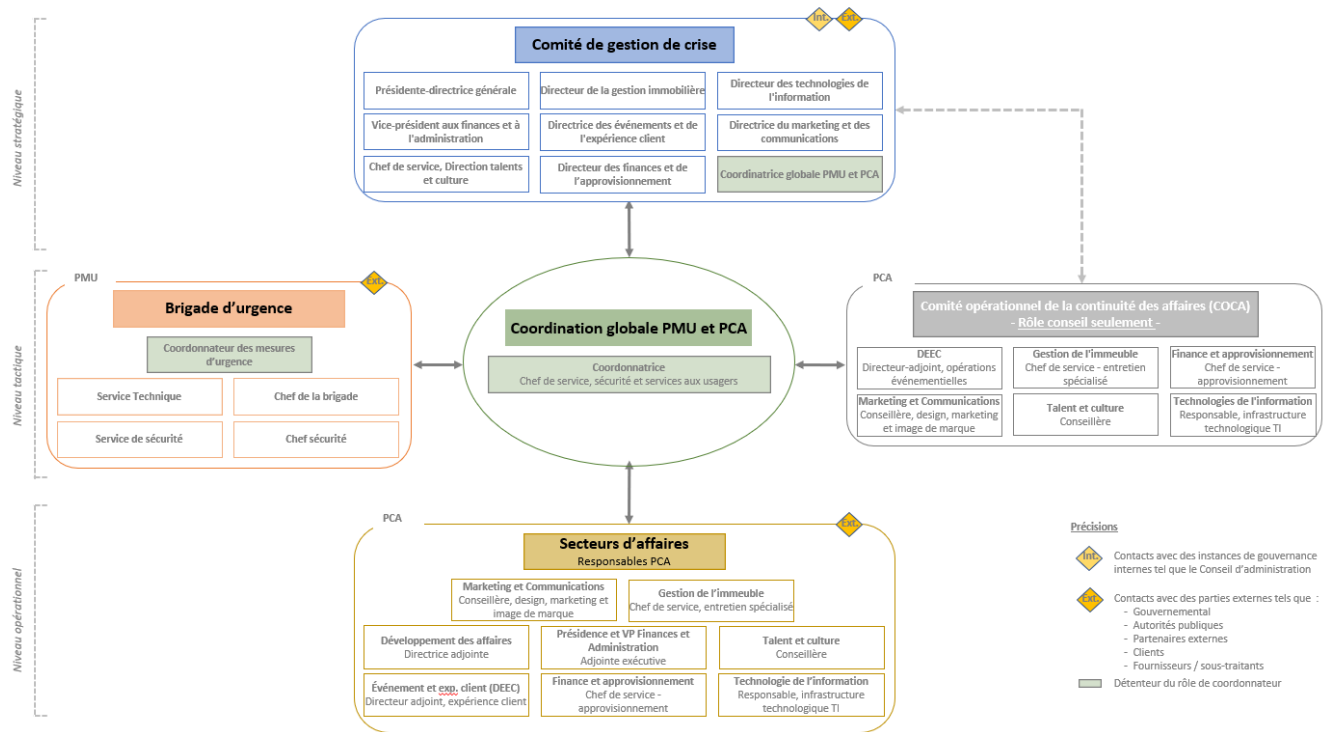 Niveau stratégique
Int.
Ext.
Comité de gestion de crise
Présidente-directrice générale
Directeur de la gestion immobilière
Directeur des technologies de
l'information
Vice-président aux finances et à
l'administration
Directrice des événements et de
l'expérience client
Directrice du marketing et des
communications
Chef de service, Direction talents
et culture
Directeur des finances et de
l'approvisionnement
Coordinatrice globale PMU et PCA
Niveau tactique
PMU
Ext.
Brigade d'urgence
Coordonnateur des mesures
d'urgence
Service Technique
Chef de la brigade
Service de sécurité
Chef sécurité
Coordination globale PMU et PCA
Coordonnatrice
Chef de service, sécurité et services aux usagers
PCA
Comité opérationnel de la continuité des affaires (COCA)
- Rôle conseil seulement -
DEEC
Directeur-adjoint, opérations
événementielles
Gestion de l'immeuble
Chef de service - entretien
spécialisé
Finance et approvisionnement
Chef de service -
approvisionnement
Marketing et Communications
Conseillère, design, marketing
et image de marque
Talent et culture
Conseillère
Technologies de l'information
Responsable, infrastructure
technologique TI
Niveau opérationnel
PCA
Ext.
Secteurs d'affaires
Responsables PCA
Marketing et Communications
Conseillère, design, marketing et
image de marque
Gestion de l'immeuble
Chef de service, entretien spécialisé
Développement des affaires
Directrice adjointe
Présidence et VP Finances et
Administration
Adjointe exécutive
Talent et culture
Conseillère
Événement et exp. client (DEEC)
Directeur adjoint, expérience client
Finance et approvisionnement
Chef de service -
approvisionnement
Technologie de l'information
Responsable, infrastructure
technologique TI
Précisions
Int.
Contacts avec des instances de gouvernance
internes tel que le Conseil d'administration
Ext.
Contacts avec des parties externes tels que :
- Gouvernemental
- Autorités publiques
- Partenaires externes
- Clients
- Fournisseurs / sous-traitants
Détenteur du rôle de coordonnateur